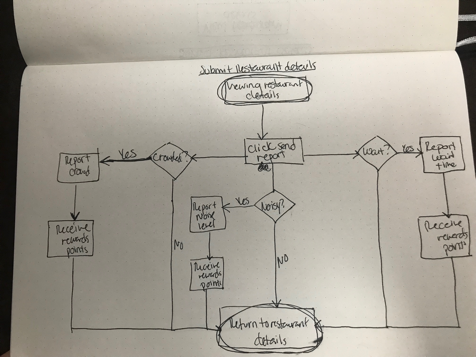 Submit Restaurant details
Viewing restaurant
details
Click send
report
Crowded?
Yes
Report
crowd
Receive
rewards
points
NO
Wait?
Yes
Report
wait
time
Receive
rewards
points
Noisy?
Yes
Report
Noise
level
Receive
rewards
points
NO
Return to restaurant
details